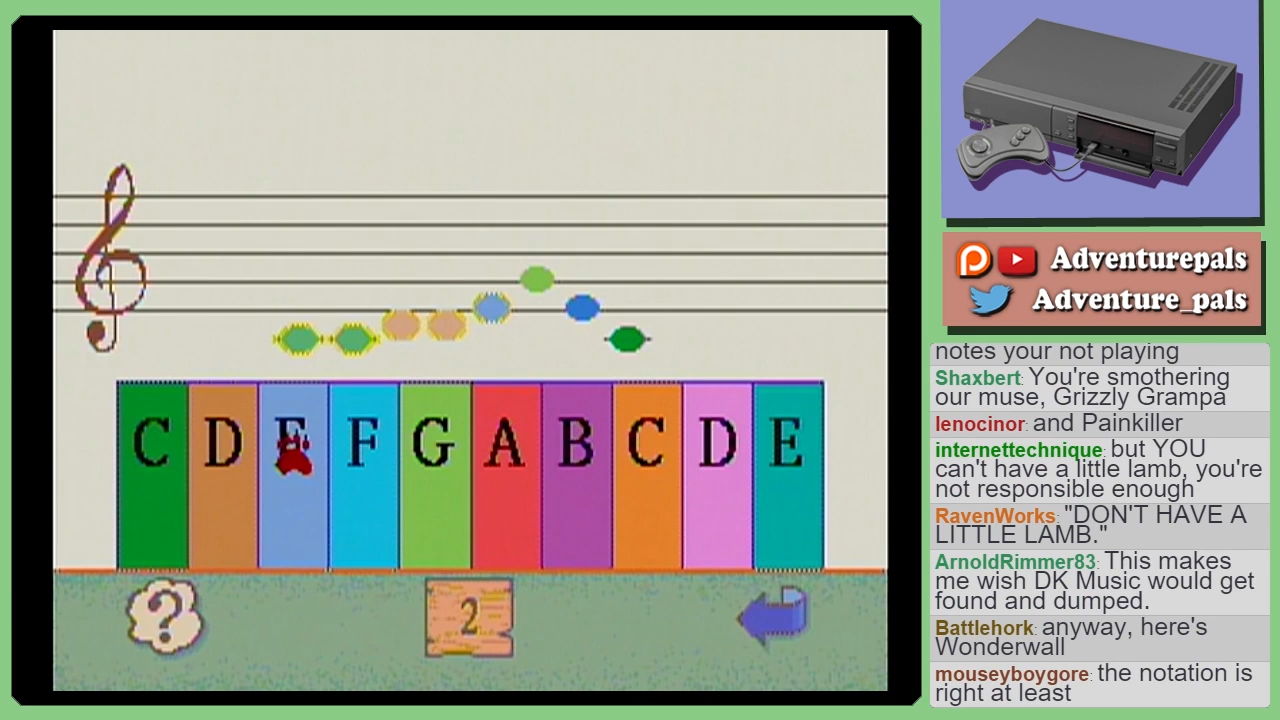 C D E F G A B C D E
2
Adventurepals
Adventure_pals
notes your not playing
Shaxbert: You're smothering
our muse, Grizzly Grampa
lenocinor: and Painkiller
internettechnique: but YOU
can't have a little lamb, you're
not responsible enough
RavenWorks: "DON'T HAVE A
LITTLE LAMB."
ArnoldRimmer83: This makes
me wish DK Music would get
found and dumped.
Battlehork: anyway, here's
Wonderwall
mouseyboygore: the notation is
right at least